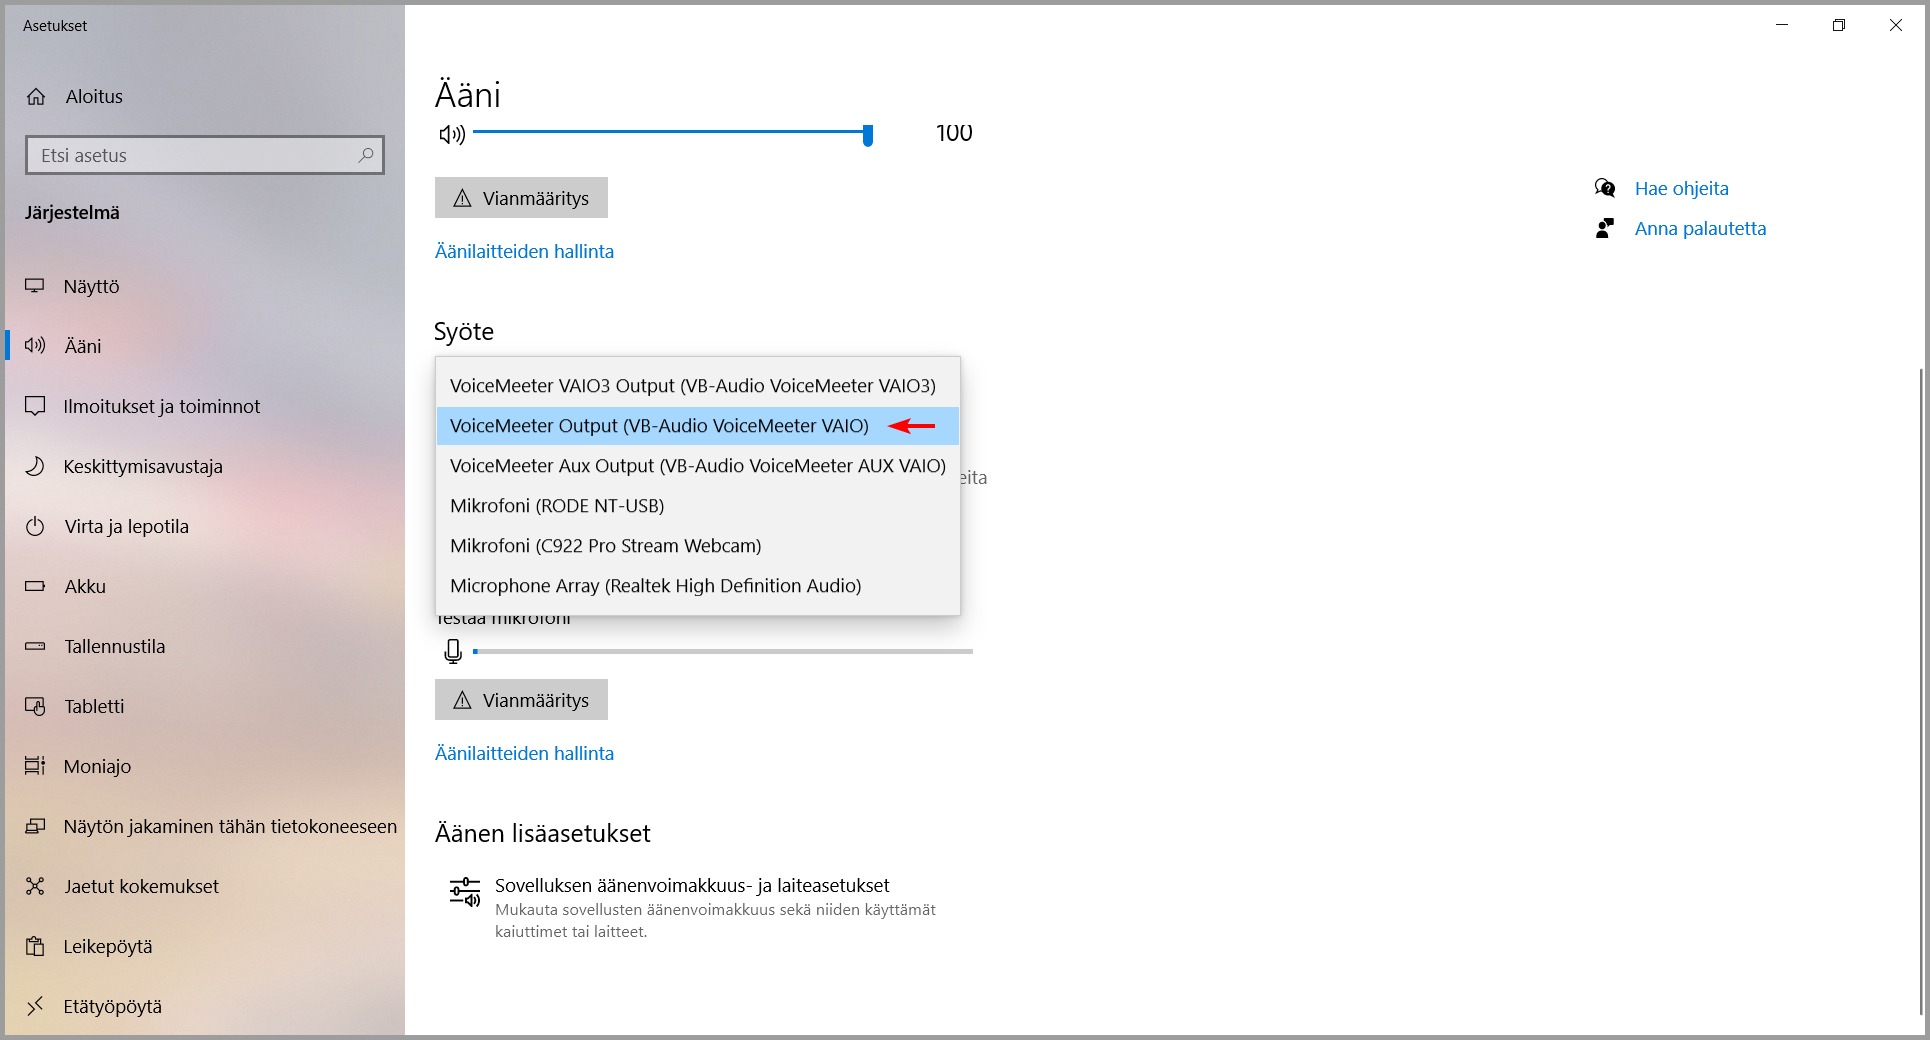 Asetukset
Aloitus
Etsi asetus
Järjestelmä
Näyttö
Ääni
Ilmoitukset ja toiminnot
Keskittymisavustaja
Virta ja lepotila
Akku
Tallennustila
Tabletti
Moniajo
Näytön jakaminen tähän tietokoneeseen
Jaetut kokemukset
Leikepöytä
Etätyöpöytä
Ääni
100
Vianmääritys
Äänilaitteiden hallinta
Syöte
VoiceMeeter VAIO3 Output (VB-Audio VoiceMeeter VAIO3)
VoiceMeeter Output (VB-Audio VoiceMeeter VAIO)
VoiceMeeter Aux Output (VB-Audio VoiceMeeter AUX VAIO)
eita
Mikrofoni (RODE NT-USB)
Mikrofoni (C922 Pro Stream Webcam)
Microphone Array (Realtek High Definition Audio)
Testaa mikrofoni
Vianmääritys
Äänilaitteiden hallinta
Äänen lisäasetukset
Sovelluksen äänenvoimakkuus- ja laiteasetukset
Mukauta sovellusten äänenvoimakkuus sekä niiden käyttämät
kaiuttimet tai laitteet.
Hae ohjeita
Anna palautetta